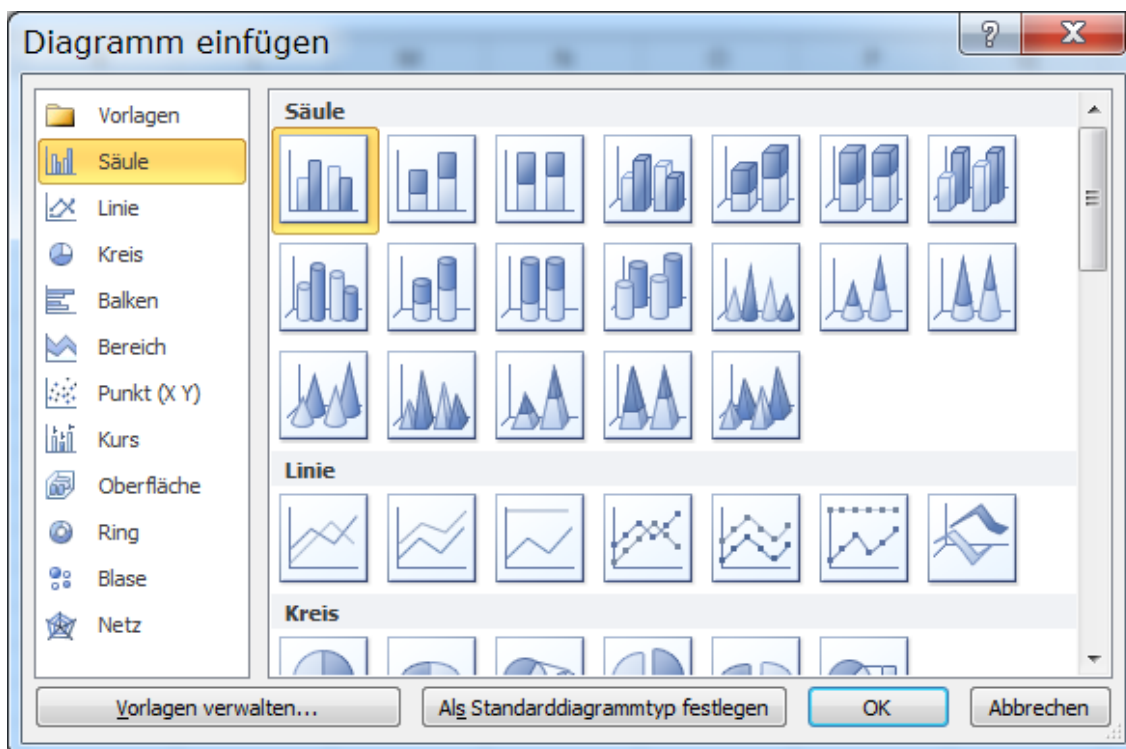 Diagramm einfügen
Vorlagen
Säule
Linie
Kreis
Balken
Bereich
Punkt (X Y)
Kurs
Oberfläche
Ring
Blase
Netz
Säule
Linie
Kreis
Vorlagen verwalten...
Als Standarddiagrammtyp festlegen
OK
Abbrechen